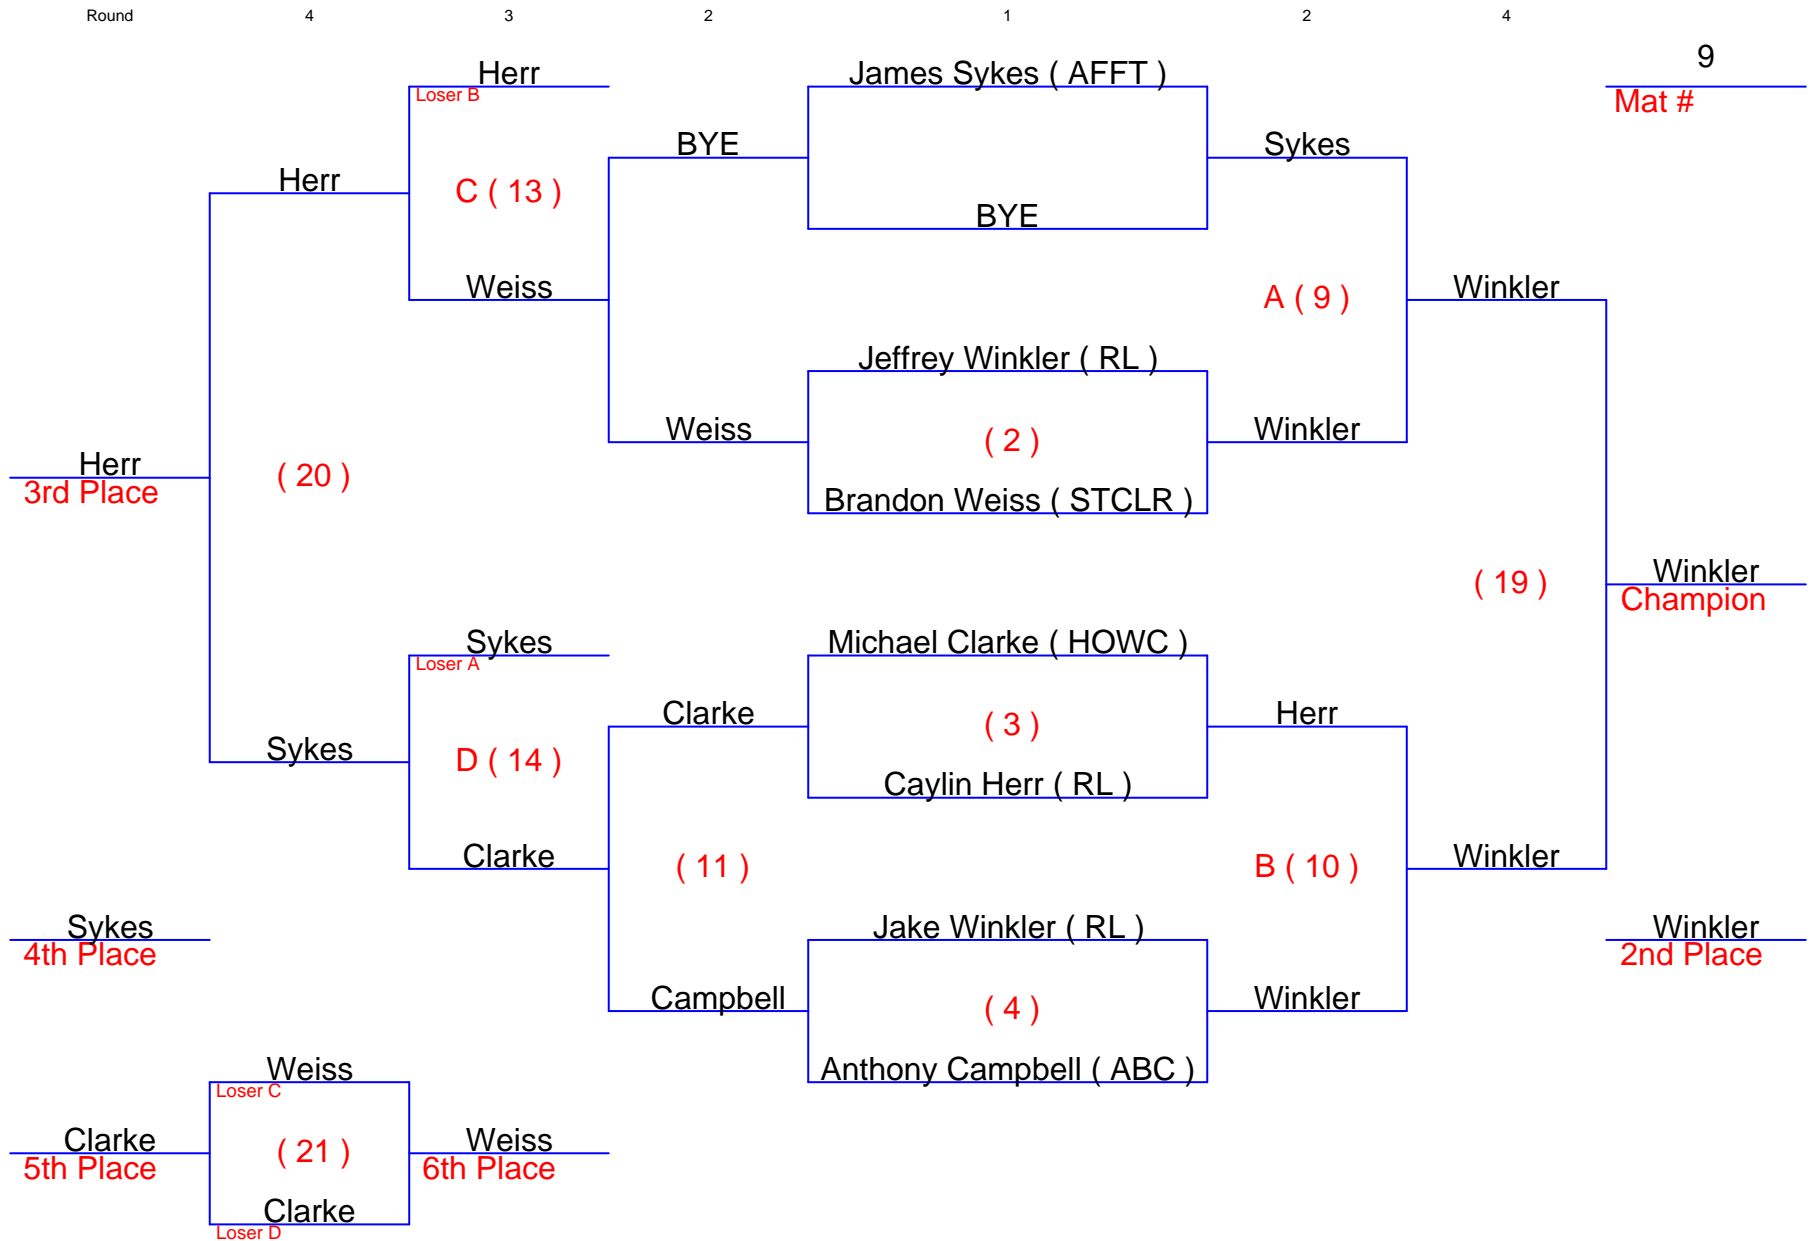 Round 4 3 2 1 2 4
9
Mat #
Herr
Loser B
James Sykes ( AFFT )
BYE
Sykes
Herr
C ( 13 )
BYE
Weiss
A ( 9 )
Winkler
Jeffrey Winkler ( RL )
Weiss
( 2 )
Winkler
Herr
3rd Place
( 20 )
Brandon Weiss ( STCLR )
( 19 )
Winkler
Champion
Sykes
Loser A
Michael Clarke ( HOWC )
Clarke
( 3 )
Herr
Sykes
D ( 14 )
Caylin Herr ( RL )
Clarke
( 11 )
B ( 10 )
Winkler
Sykes
4th Place
Jake Winkler ( RL )
Winkler
2nd Place
Campbell
( 4 )
Winkler
Weiss
Loser C
Anthony Campbell ( ABC )
Clarke
5th Place
( 21 )
Weiss
6th Place
Clarke
Loser D